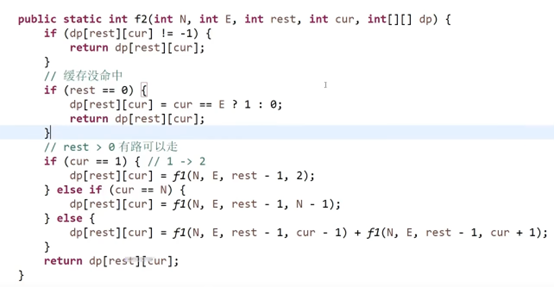 public static int f2(int N, int E, int rest, int cur, int[][] dp) {
if (dp[rest][cur] != -1) {
return dp[rest][cur];
}
// 缓存没命中
if (rest == 0) {
dp[rest][cur] = cur == E ? 1 : 0;
return dp[rest][cur];
}
// rest > 0 有路可以走
if (cur == 1) { // 1 -> 2
dp[rest][cur] = f1(N, E, rest - 1, 2);
} else if (cur == N) {
dp[rest][cur] = f1(N, E, rest - 1, N - 1);
} else {
dp[rest][cur] = f1(N, E, rest - 1, cur - 1) + f1(N, E, rest - 1, cur + 1);
}
return dp[rest][cur];
}